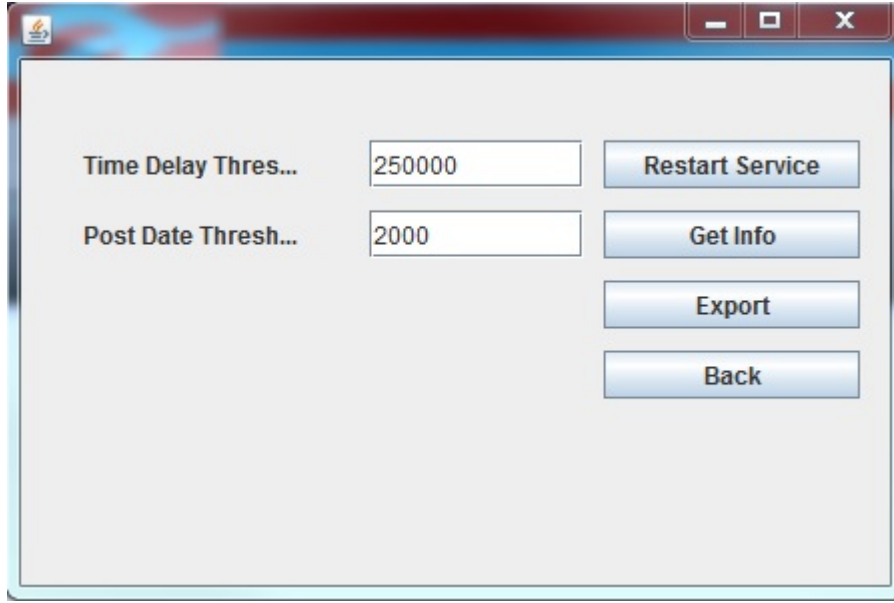 Time Delay Thres... 250000 Restart Service
Post Date Thresh... 2000 Get Info
Export
Back